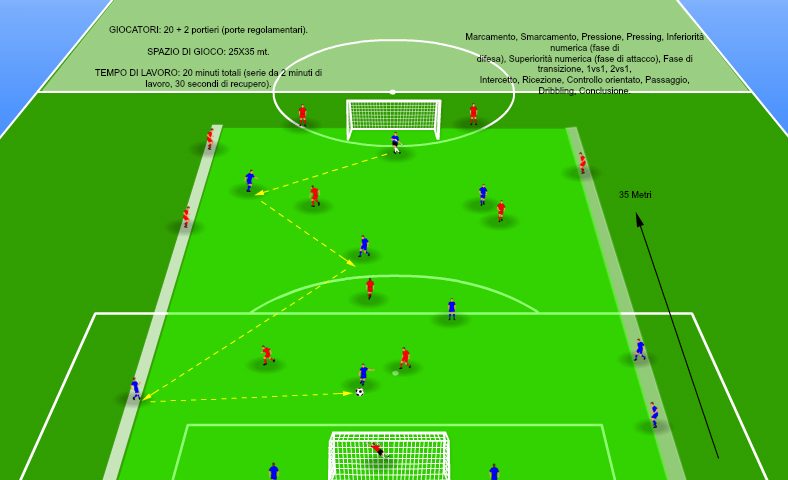 GIOCATORI: 20 + 2 portieri (porte regolamentari).
SPAZIO DI GIOCO: 25X35 mt.
TEMPO DI LAVORO: 20 minuti totali (serie da 2 minuti di
lavoro, 30 secondi di recupero).
Marcamento, Smarcamento, Pressione, Pressing, Inferiorità
numerica (fase di
difesa), Superiorità numerica (fase di attacco), Fase di
transizione, 1vs1, 2vs1,
Intercetto, Ricezione, Controllo orientato, Passaggio,
Dribbling, Conclusione.
35 Metri